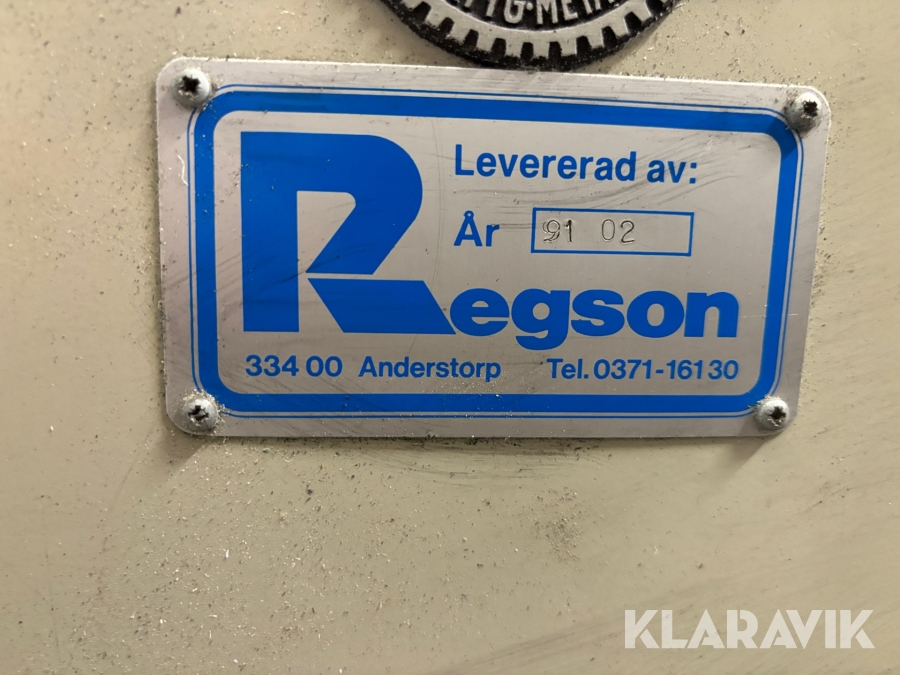 Levererad av:
År 91 02
Regson
334 00 Anderstorp Tel. 0371-161 30
KLARAVIK